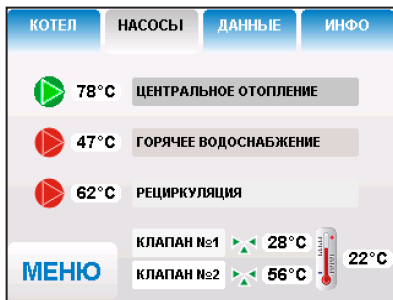 КОТЕЛ НАСОСЫ ДАННЫЕ ИНФО
78°C ЦЕНТРАЛЬНОЕ ОТОПЛЕНИЕ
47°C ГОРЯЧЕЕ ВОДОСНАБЖЕНИЕ
62°C РЕЦИРКУЛЯЦИЯ
КЛАПАН №1 28°C
22°C
МЕНЮ КЛАПАН №2 56°C